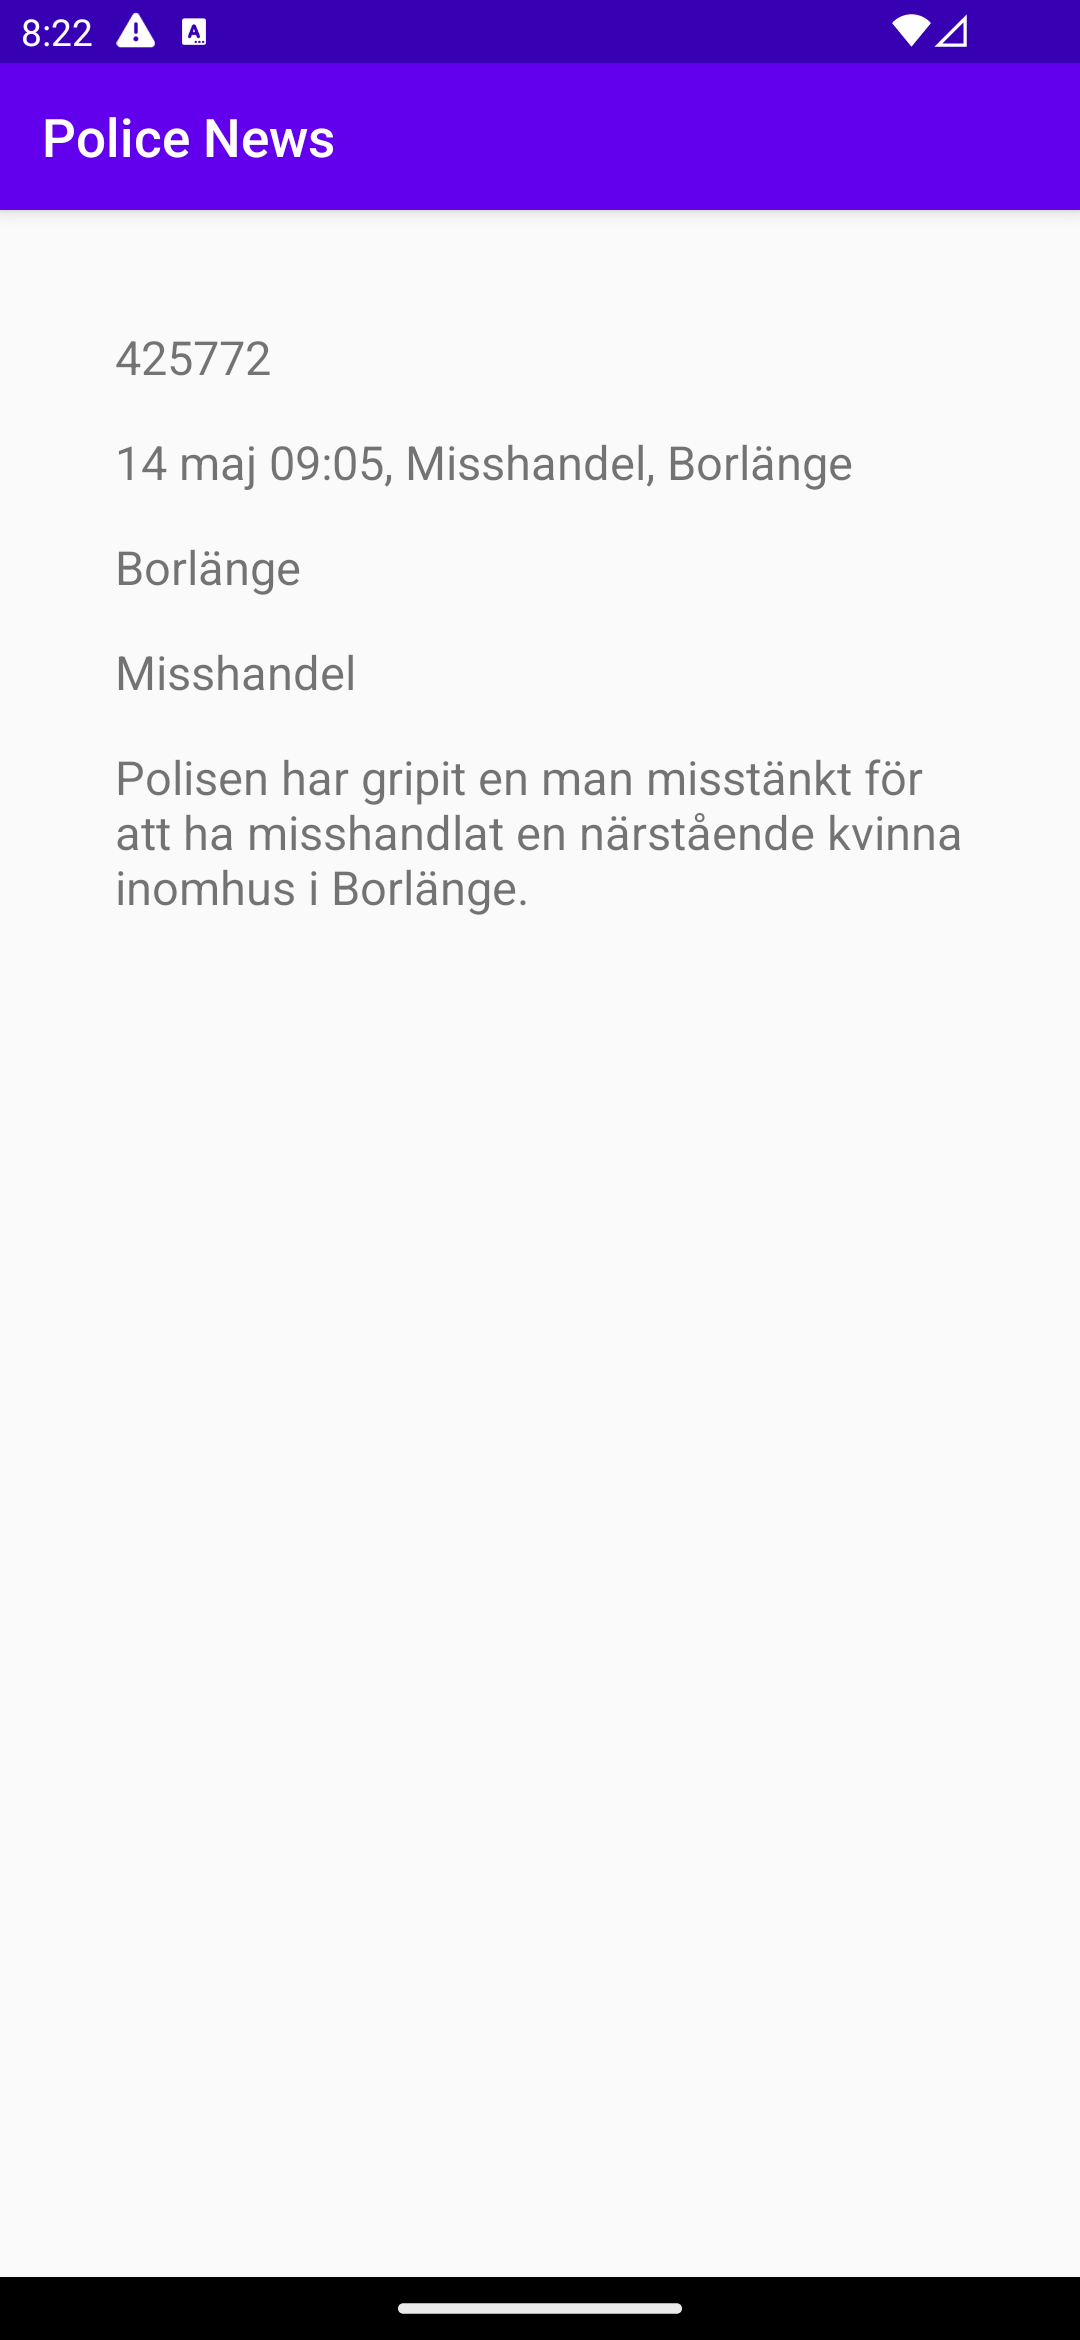 8:22
Police News
425772
14 maj 09:05, Misshandel, Borlänge
Borlänge
Misshandel
Polisen har gripit en man misstänkt för
att ha misshandlat en närstående kvinna
inomhus i Borlänge.